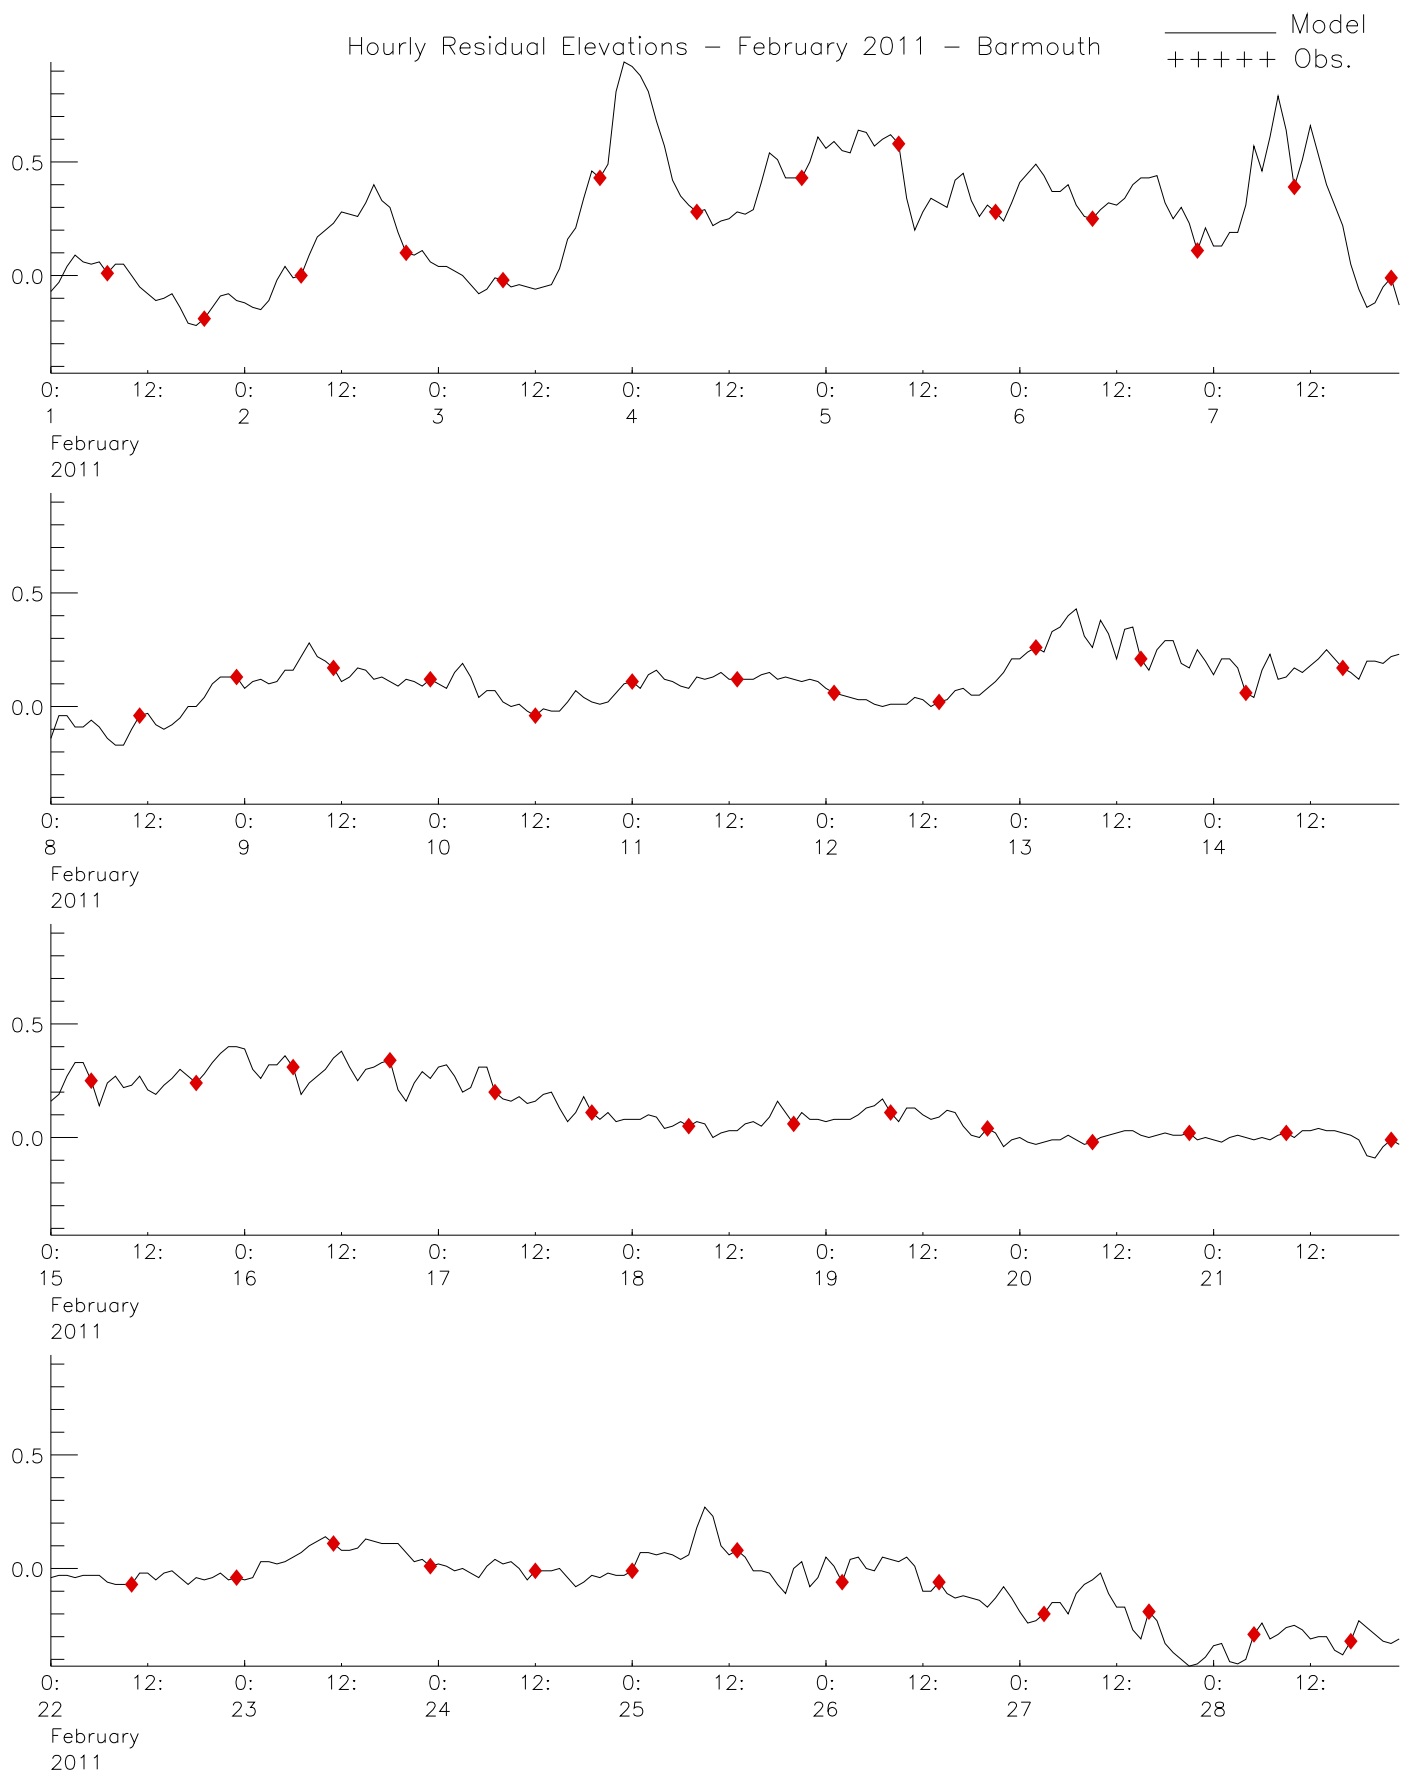 Hourly Residual Elevations – February 2011 – Barmouth
Model
+++++ Obs.
0.5
0.0
0: 12: 0: 12: 0: 12: 0: 12: 0: 12: 0: 12: 0: 12:
1 2 3 4 5 6 7
February
2011
0.5
0.0
0: 12: 0: 12: 0: 12: 0: 12: 0: 12: 0: 12: 0: 12:
8 9 10 11 12 13 14
February
2011
0.5
0.0
0: 12: 0: 12: 0: 12: 0: 12: 0: 12: 0: 12: 0: 12:
15 16 17 18 19 20 21
February
2011
0.5
0.0
0: 12: 0: 12: 0: 12: 0: 12: 0: 12: 0: 12: 0: 12:
22 23 24 25 26 27 28
February
2011